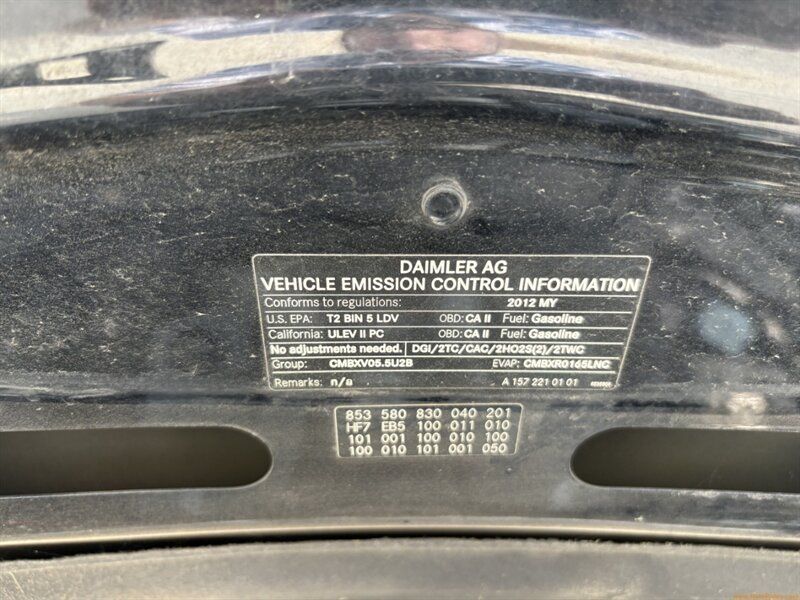 DAIMLER AG
VEHICLE EMISSION CONTROL INFORMATION
Conforms to regulations: 2012 MY
U.S. EPA: T2 BIN 5 LDV OBD: CA II Fuel: Gasoline
California: ULEV II PC OBD: CA II Fuel: Gasoline
No adjustments needed. DGI/2TC/CAC/2HO2S(2)/2TWC
Group: CMBXV05.5U2B EVAP: CMBXR0165LNC
Remarks: n/a A 157 221 01 01
853 580 830 040 201
HF7 EB5 100 011 010
101 001 100 010 100
100 010 101 001 050